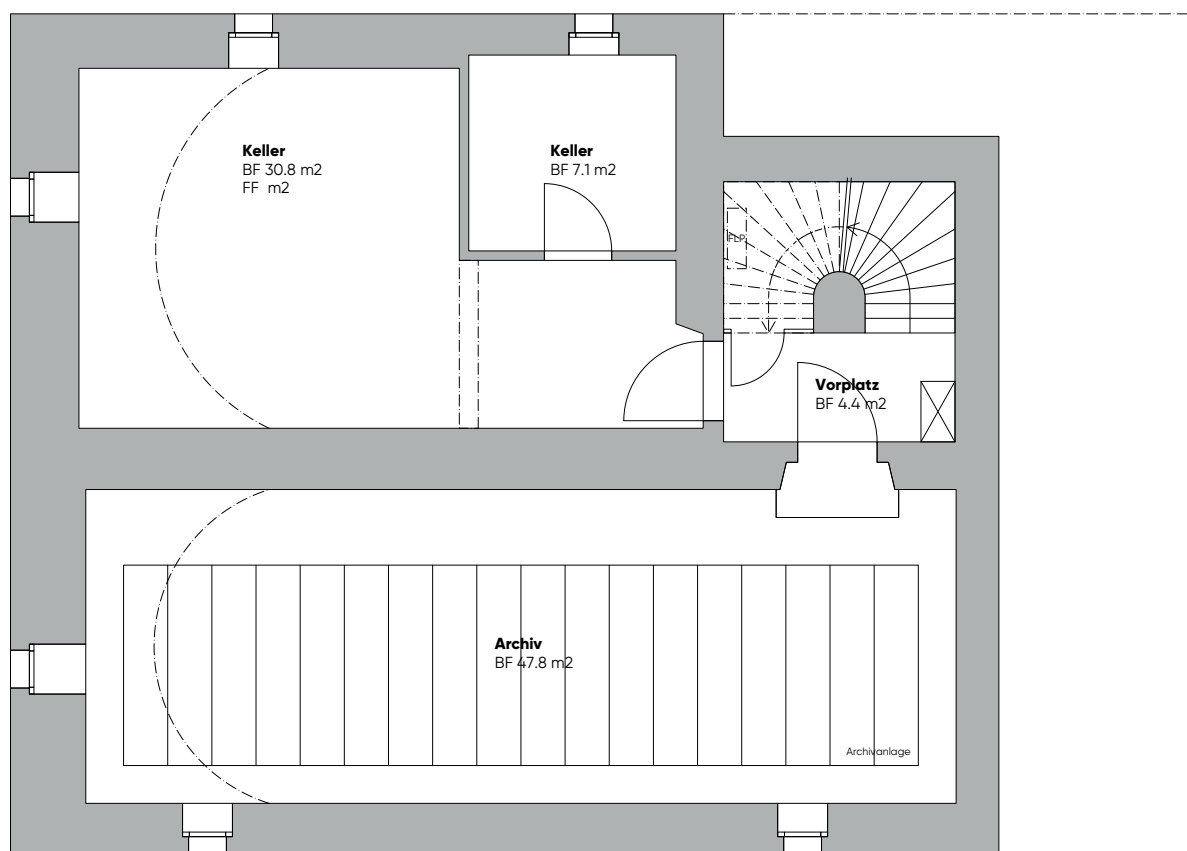 Keller
BF 30.8 m2
FF m2
Keller
BF 7.1 m2
FLP
Vorplatz
BF 4.4 m2
Archiv
BF 47.8 m2
Archivanlage